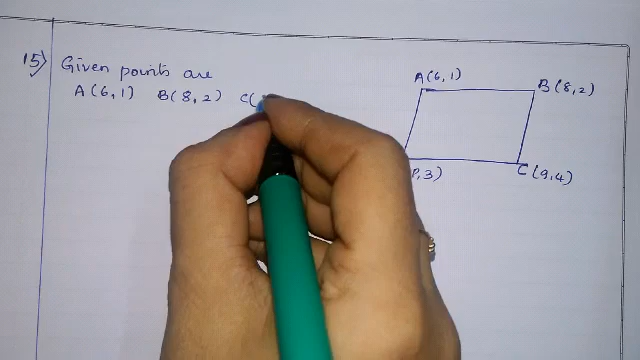 15) Given points are
A(6,1) B(8,2) C(
A(6,1)
B(8,2)
P,3)
C(9,4)